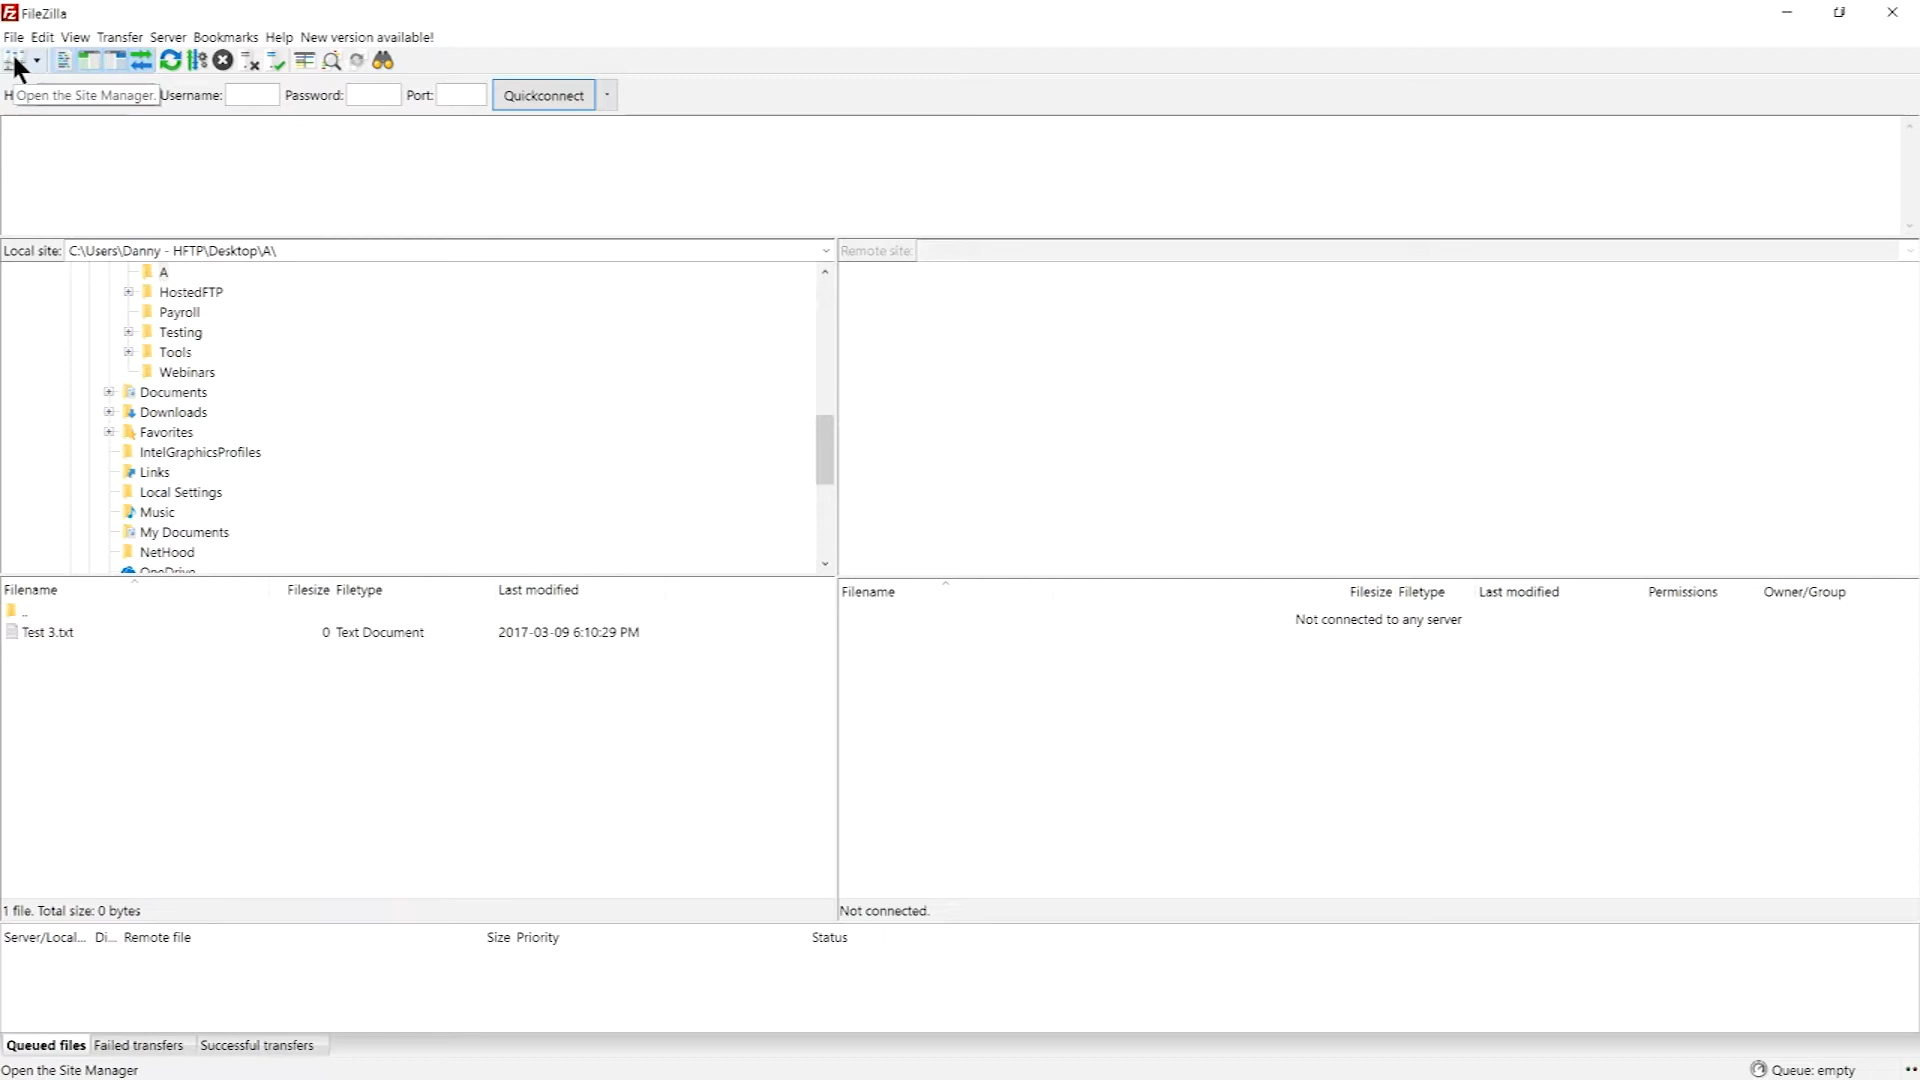 FileZilla
File Edit View Transfer Server Bookmarks Help New version available!
H Open the Site Manager. Username: Password: Port: Quickconnect
Local site: C:\Users\Danny - HFTP\Desktop\A\
Remote site:
A
HostedFTP
Payroll
Testing
Tools
Webinars
Documents
Downloads
Favorites
IntelGraphicsProfiles
Links
Local Settings
Music
My Documents
NetHood
OneDrive
Filename Filesize Filetype Last modified
..
Test 3.txt 0 Text Document 2017-03-09 6:10:29 PM
1 file. Total size: 0 bytes
Filename Filesize Filetype Last modified Permissions Owner/Group
Not connected to any server
Not connected.
Server/Local... Di... Remote file Size Priority Status
Queued files Failed transfers Successful transfers
Open the Site Manager
Queue: empty